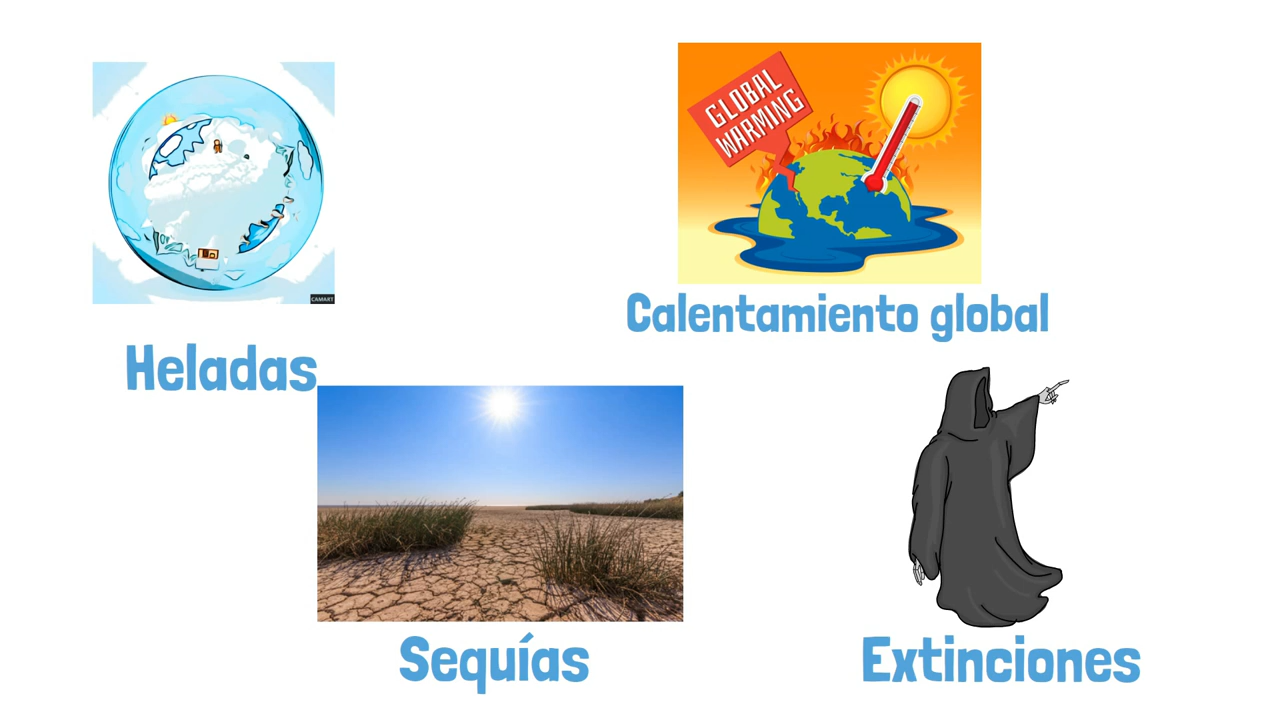 GLOBAL
WARMING
CAMART
Calentamiento global
Heladas
Sequías
Extinciones